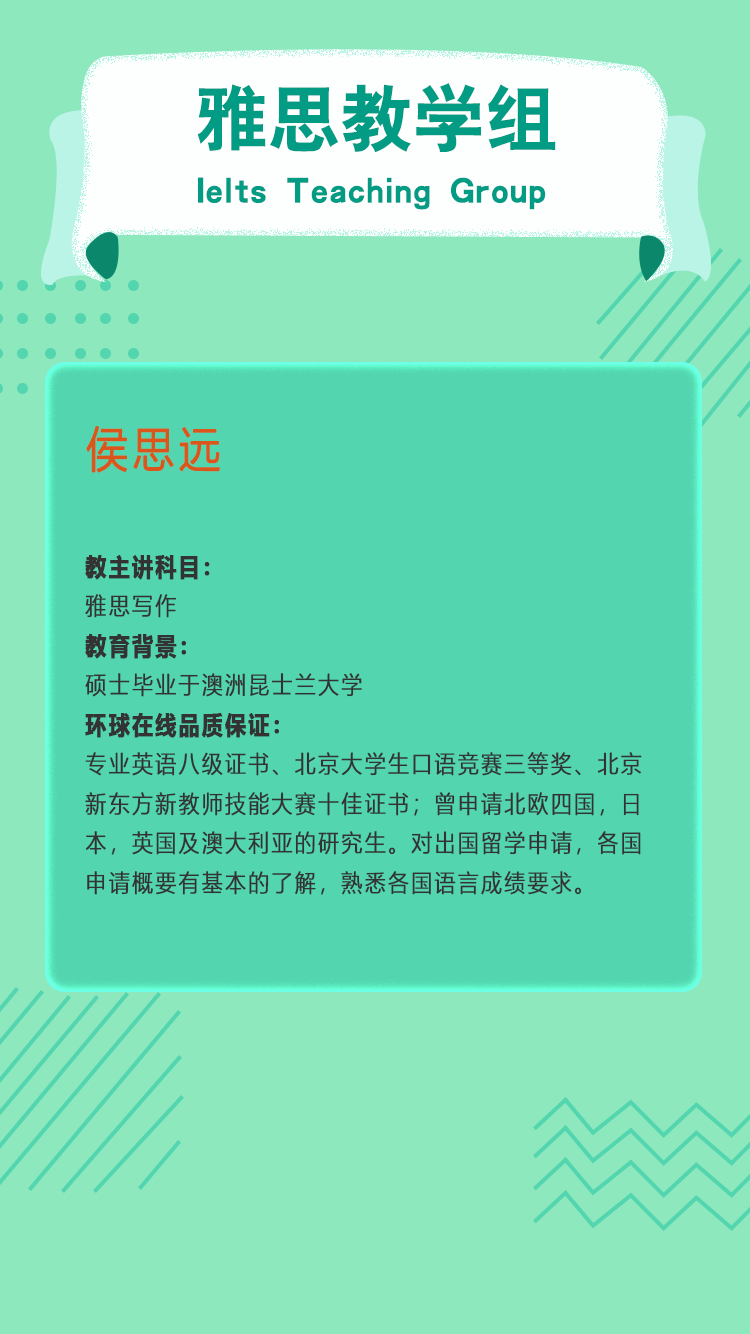 雅思教学组
Ielts Teaching Group
侯思远
教主讲科目：
雅思写作
教育背景：
硕士毕业于澳洲昆士兰大学
环球在线品质保证：
专业英语八级证书、北京大学生口语竞赛三等奖、北京
新东方新教师技能大赛十佳证书；曾申请北欧四国，日
本，英国及澳大利亚的研究生。对出国留学申请，各国
申请概要有基本的了解，熟悉各国语言成绩要求。